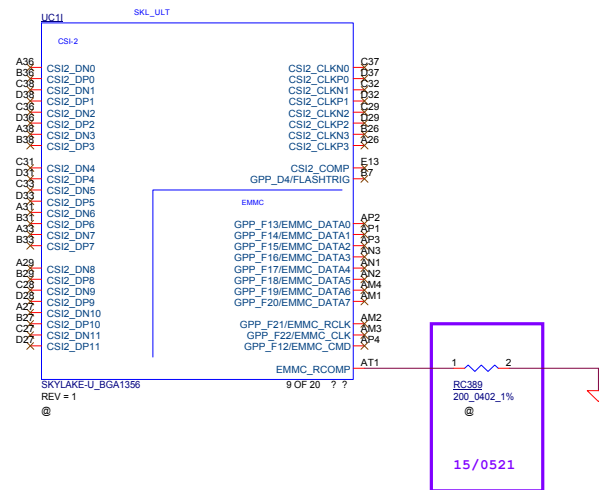 UC1I
SKL_ULT
CSI-2
A36 CSI2_DN0 CSI2_CLKN0 C37
B36 CSI2_DP0 CSI2_CLKP0 D37
C38 CSI2_DN1 CSI2_CLKN1 C32
D38 CSI2_DP1 CSI2_CLKP1 D32
C36 CSI2_DN2 CSI2_CLKN2 C29
D36 CSI2_DP2 CSI2_CLKP2 D29
A38 CSI2_DN3 CSI2_CLKN3 B26
B38 CSI2_DP3 CSI2_CLKP3 A26
C31 CSI2_DN4 CSI2_COMP E13
D31 CSI2_DP4 GPP_D4/FLASHTRIG B7
C33 CSI2_DN5
D33 CSI2_DP5
EMMC
A31 CSI2_DN6
B31 CSI2_DP6 GPP_F13/EMMC_DATA0 AP2
A33 CSI2_DN7 GPP_F14/EMMC_DATA1 AP1
B33 CSI2_DP7 GPP_F15/EMMC_DATA2 AP3
GPP_F16/EMMC_DATA3 AN3
A29 CSI2_DN8 GPP_F17/EMMC_DATA4 AN1
B29 CSI2_DP8 GPP_F18/EMMC_DATA5 AN2
C28 CSI2_DN9 GPP_F19/EMMC_DATA6 AM4
D28 CSI2_DP9 GPP_F20/EMMC_DATA7 AM1
A27 CSI2_DN10
B27 CSI2_DP10 GPP_F21/EMMC_RCLK AM2
C27 CSI2_DN11 GPP_F22/EMMC_CLK AM3
D27 CSI2_DP11 GPP_F12/EMMC_CMD AP4
EMMC_RCOMP AT1 1 2
SKYLAKE-U_BGA1356 9 OF 20 ? ?
REV = 1
@
RC389
200_0402_1%
@
15/0521